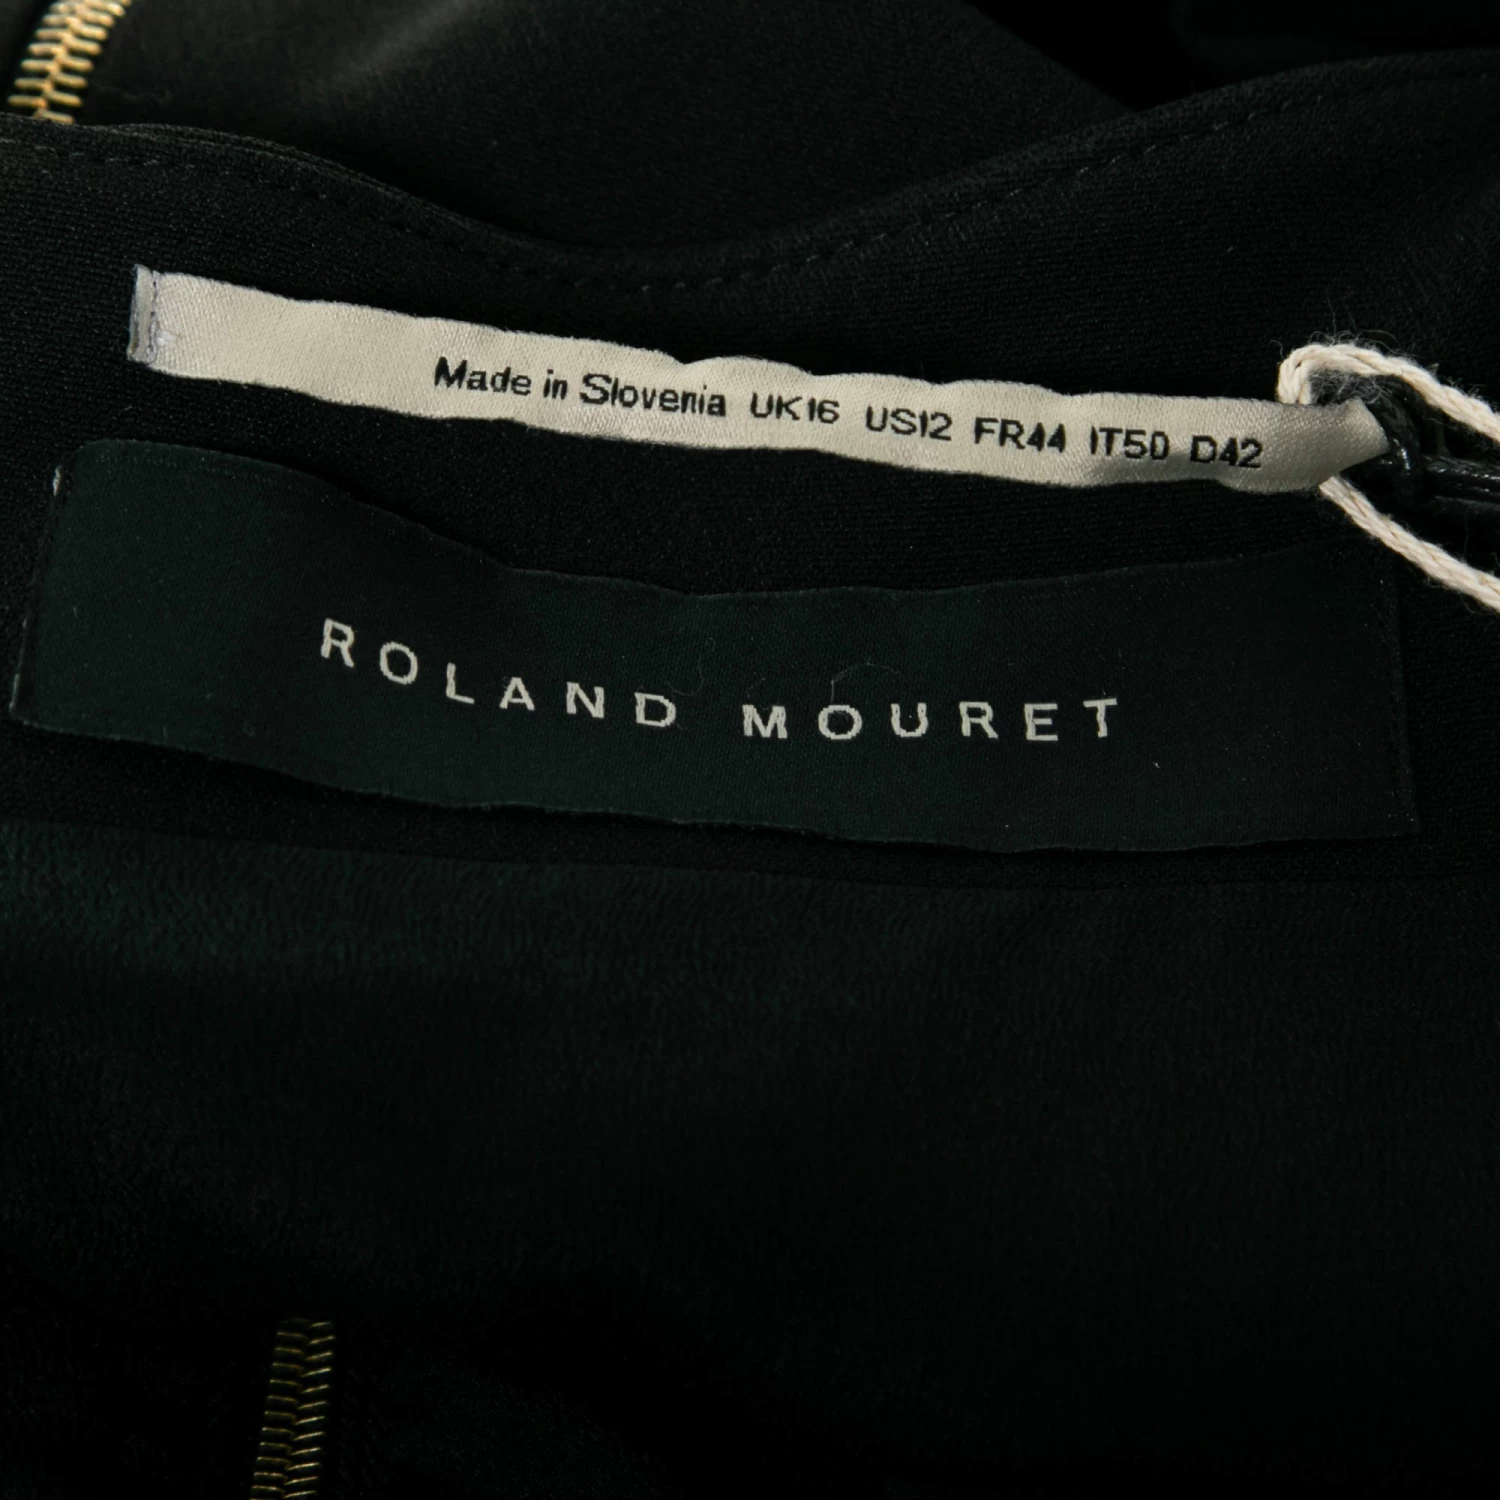 Made in Slovenia UK16 US12 FR44 IT50 D42
ROLAND MOURET